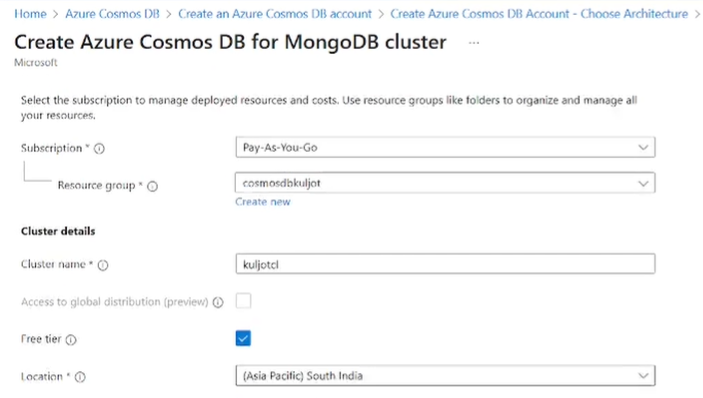 Home > Azure Cosmos DB > Create an Azure Cosmos DB account > Create Azure Cosmos DB Account - Choose Architecture >
Create Azure Cosmos DB for MongoDB cluster ...
Microsoft
Select the subscription to manage deployed resources and costs. Use resource groups like folders to organize and manage all
your resources.
Subscription * Pay-As-You-Go
Resource group * cosmosdbkuljot
Create new
Cluster details
Cluster name * kuljotcl
Access to global distribution (preview)
Free tier
Location * (Asia Pacific) South India